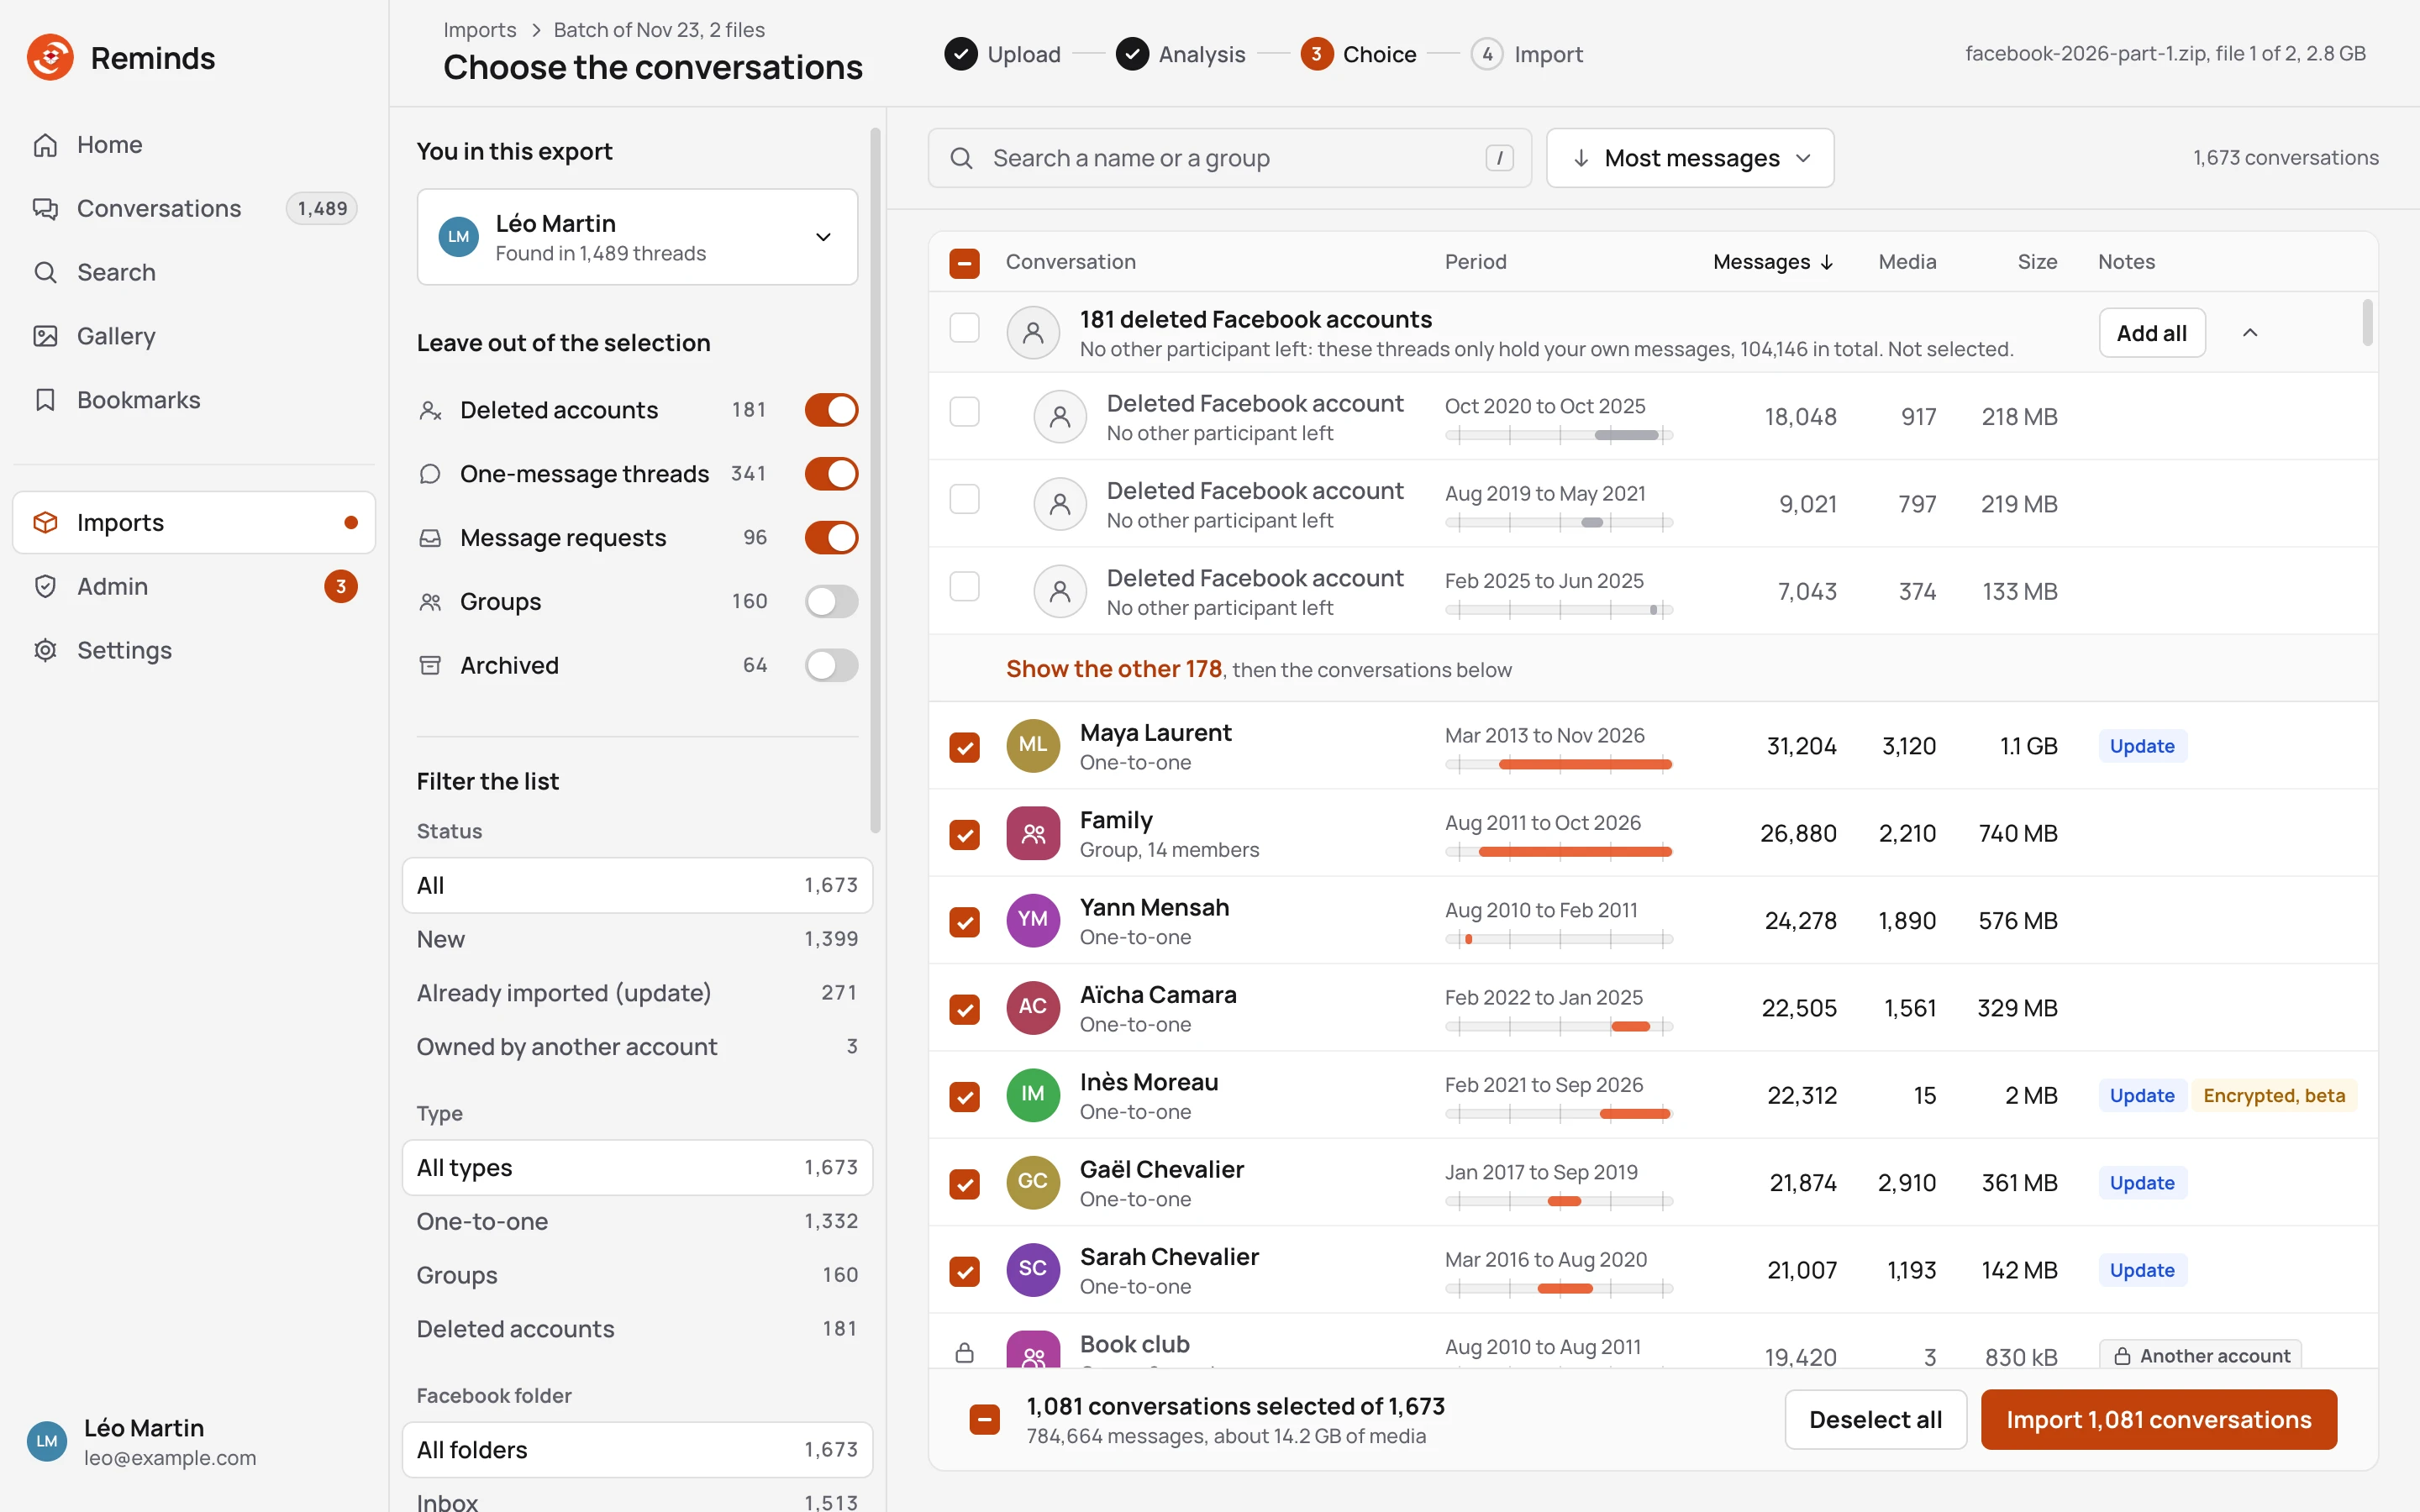 Reminds
Home
Conversations 1,489
Search
Gallery
Bookmarks
Imports
Admin 3
Settings
LM Léo Martin
leo@example.com
Imports > Batch of Nov 23, 2 files
Choose the conversations
Upload
Analysis
3 Choice
4 Import
facebook-2026-part-1.zip, file 1 of 2, 2.8 GB
You in this export
LM Léo Martin
Found in 1,489 threads
Leave out of the selection
Deleted accounts 181
One-message threads 341
Message requests 96
Groups 160
Archived 64
Filter the list
Status
All 1,673
New 1,399
Already imported (update) 271
Owned by another account 3
Type
All types 1,673
One-to-one 1,332
Groups 160
Deleted accounts 181
Facebook folder
All folders 1,673
Inbox 1,513
Search a name or a group /
Most messages
1,673 conversations
Conversation Period Messages Media Size Notes
181 deleted Facebook accounts
No other participant left: these threads only hold your own messages, 104,146 in total. Not selected.
Add all
Deleted Facebook account Oct 2020 to Oct 2025 18,048 917 218 MB
No other participant left
Deleted Facebook account Aug 2019 to May 2021 9,021 797 219 MB
No other participant left
Deleted Facebook account Feb 2025 to Jun 2025 7,043 374 133 MB
No other participant left
Show the other 178, then the conversations below
ML Maya Laurent Mar 2013 to Nov 2026 31,204 3,120 1.1 GB Update
One-to-one
Family Aug 2011 to Oct 2026 26,880 2,210 740 MB
Group, 14 members
YM Yann Mensah Aug 2010 to Feb 2011 24,278 1,890 576 MB
One-to-one
AC Aïcha Camara Feb 2022 to Jan 2025 22,505 1,561 329 MB
One-to-one
IM Inès Moreau Feb 2021 to Sep 2026 22,312 15 2 MB Update Encrypted, beta
One-to-one
GC Gaël Chevalier Jan 2017 to Sep 2019 21,874 2,910 361 MB Update
One-to-one
SC Sarah Chevalier Mar 2016 to Aug 2020 21,007 1,193 142 MB Update
One-to-one
Book club Aug 2010 to Aug 2011 19,420 3 830 kB Another account
1,081 conversations selected of 1,673
784,664 messages, about 14.2 GB of media
Deselect all
Import 1,081 conversations